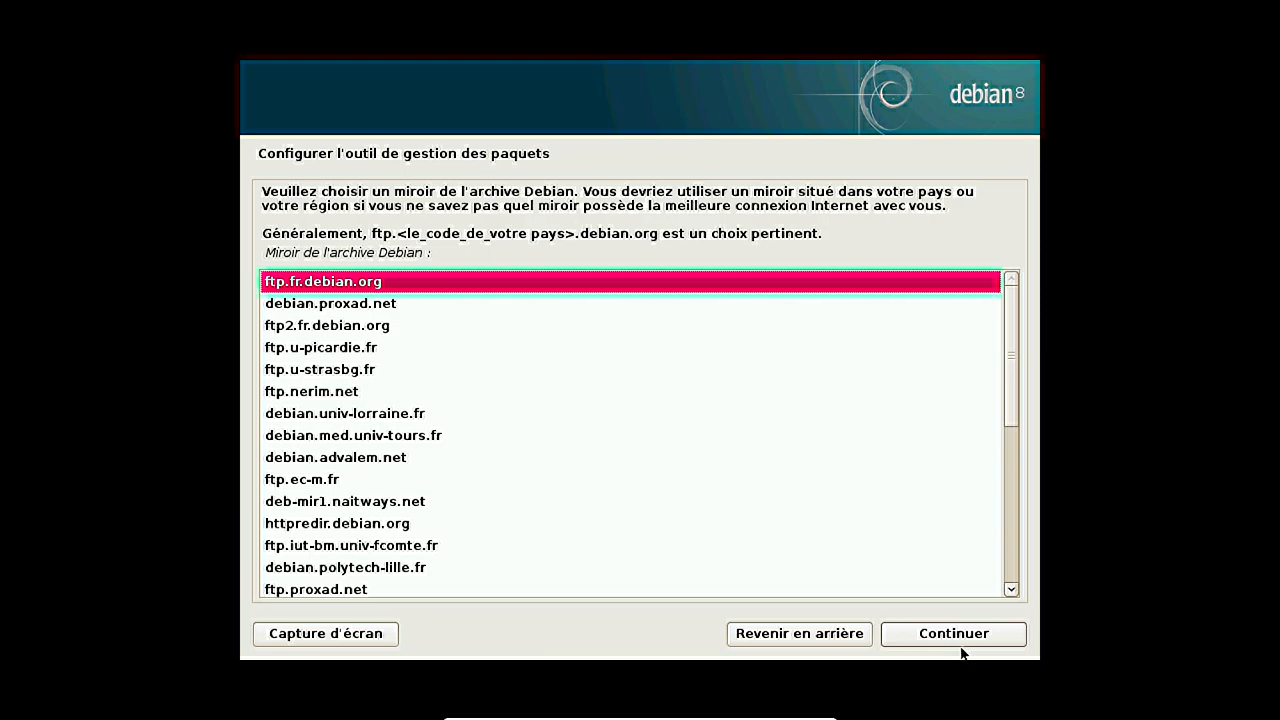 debian 8
Configurer l'outil de gestion des paquets
Veuillez choisir un miroir de l'archive Debian. Vous devriez utiliser un miroir situé dans votre pays ou
votre région si vous ne savez pas quel miroir possède la meilleure connexion Internet avec vous.
Généralement, ftp.<le_code_de_votre pays>.debian.org est un choix pertinent.
Miroir de l'archive Debian :
ftp.fr.debian.org
debian.proxad.net
ftp2.fr.debian.org
ftp.u-picardie.fr
ftp.u-strasbg.fr
ftp.nerim.net
debian.univ-lorraine.fr
debian.med.univ-tours.fr
debian.advalem.net
ftp.ec-m.fr
deb-mir1.naitways.net
httpredir.debian.org
ftp.iut-bm.univ-fcomte.fr
debian.polytech-lille.fr
ftp.proxad.net
Capture d'écran
Revenir en arrière
Continuer